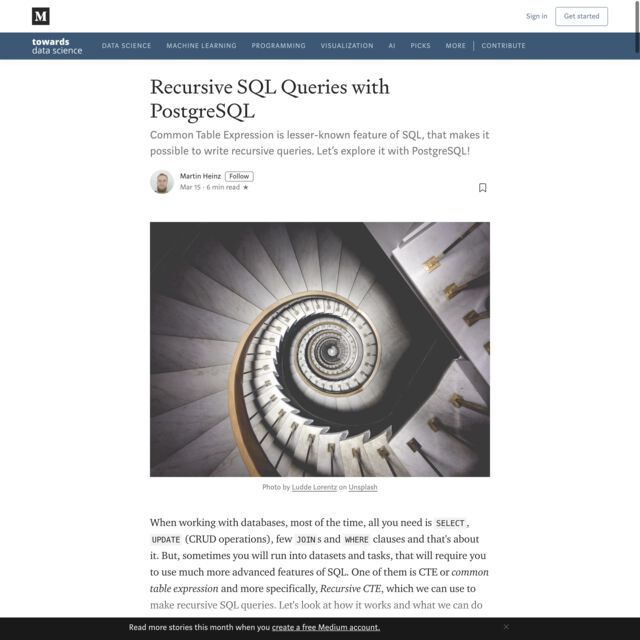 M
Sign in
Get started
towards
data science
DATA SCIENCE MACHINE LEARNING PROGRAMMING VISUALIZATION AI PICKS MORE CONTRIBUTE
Recursive SQL Queries with
PostgreSQL
Common Table Expression is lesser-known feature of SQL, that makes it
possible to write recursive queries. Let's explore it with PostgreSQL!
Martin Heinz Follow
Mar 15 · 6 min read ★
Photo by Ludde Lorentz on Unsplash
When working with databases, most of the time, all you need is SELECT,
UPDATE (CRUD operations), few JOINs and WHERE clauses and that's about
it. But, sometimes you will run into datasets and tasks, that will require you
to use much more advanced features of SQL. One of them is CTE or common
table expression and more specifically, Recursive CTE, which we can use to
make recursive SQL queries. Let's look at how it works and what we can do
Read more stories this month when you create a free Medium account.